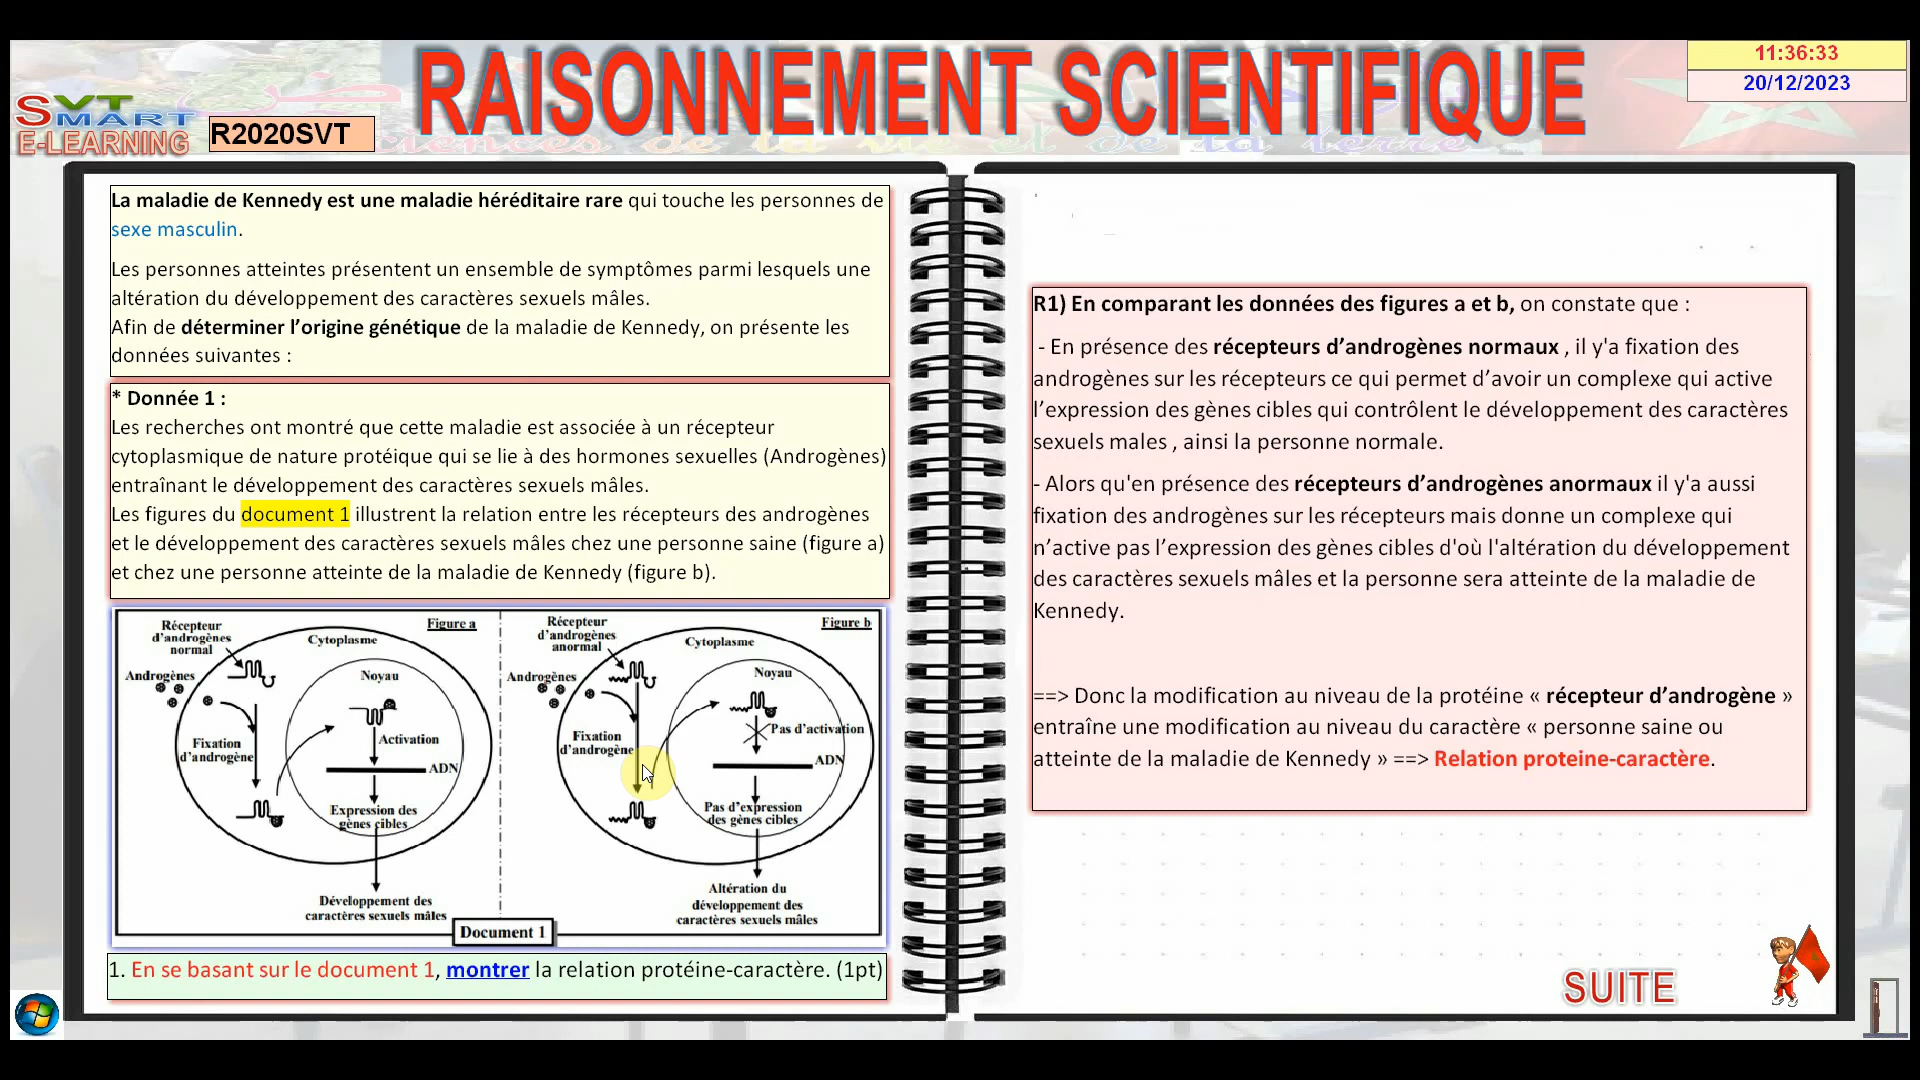 RAISONNEMENT SCIENTIFIQUE
11:36:33
20/12/2023
SVT
SMART
E-LEARNING
R2020SVT
La maladie de Kennedy est une maladie héréditaire rare qui touche les personnes de
sexe masculin.
Les personnes atteintes présentent un ensemble de symptômes parmi lesquels une
altération du développement des caractères sexuels mâles.
Afin de déterminer l’origine génétique de la maladie de Kennedy, on présente les
données suivantes :
* Donnée 1 :
Les recherches ont montré que cette maladie est associée à un récepteur
cytoplasmique de nature protéique qui se lie à des hormones sexuelles (Androgènes)
entraînant le développement des caractères sexuels mâles.
Les figures du document 1 illustrent la relation entre les récepteurs des androgènes
et le développement des caractères sexuels mâles chez une personne saine (figure a)
et chez une personne atteinte de la maladie de Kennedy (figure b).
Figure a
Récepteur
d’androgènes
normal
Cytoplasme
Androgènes
Noyau
Fixation
d’androgène
Activation
ADN
Expression des
gènes cibles
Développement des
caractères sexuels mâles
Figure b
Récepteur
d’androgènes
anormal
Cytoplasme
Androgènes
Noyau
Fixation
d’androgène
Pas d’activation
ADN
Pas d’expression
des gènes cibles
Altération du
développement des
caractères sexuels mâles
Document 1
1. En se basant sur le document 1, montrer la relation protéine-caractère. (1pt)
R1) En comparant les données des figures a et b, on constate que :
- En présence des récepteurs d’androgènes normaux , il y'a fixation des
androgènes sur les récepteurs ce qui permet d’avoir un complexe qui active
l’expression des gènes cibles qui contrôlent le développement des caractères
sexuels males , ainsi la personne normale.
- Alors qu'en présence des récepteurs d’androgènes anormaux il y'a aussi
fixation des androgènes sur les récepteurs mais donne un complexe qui
n’active pas l’expression des gènes cibles d'où l'altération du développement
des caractères sexuels mâles et la personne sera atteinte de la maladie de
Kennedy.
==> Donc la modification au niveau de la protéine « récepteur d’androgène »
entraîne une modification au niveau du caractère « personne saine ou
atteinte de la maladie de Kennedy » ==> Relation proteine-caractère.
SUITE